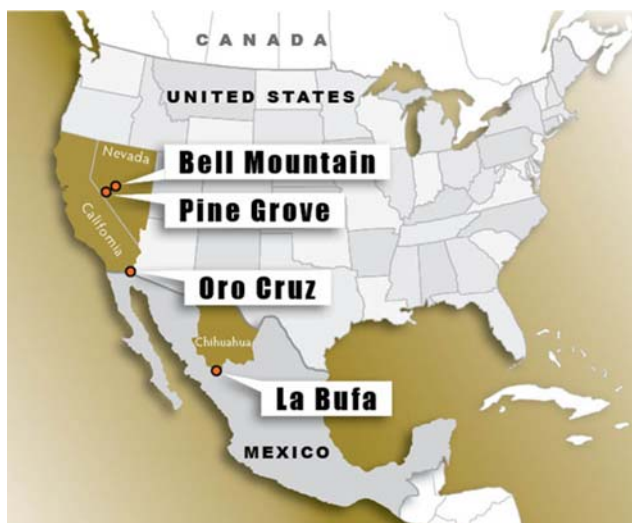 CANADA
UNITED STATES
Nevada
Bell Mountain
Pine Grove
California
Oro Cruz
Chihuahua
La Bufa
MEXICO